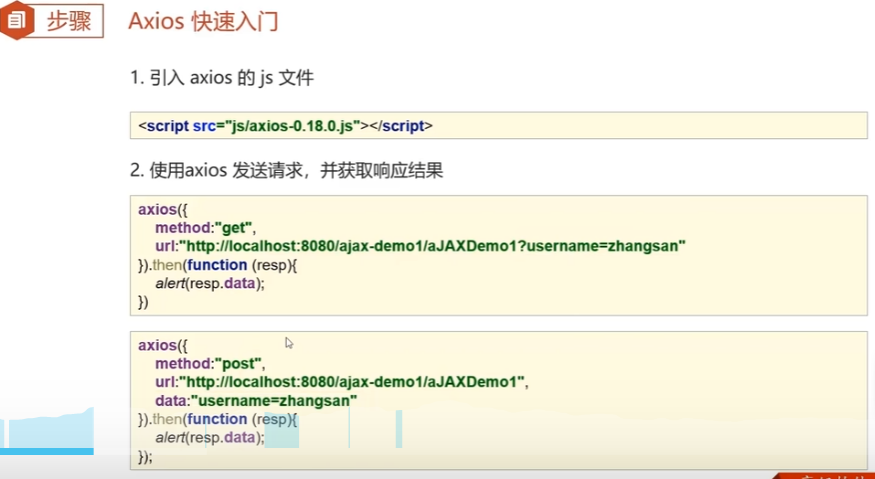 步骤
Axios 快速入门
1. 引入 axios 的 js 文件
<script src="js/axios-0.18.0.js"></script>
2. 使用axios 发送请求，并获取响应结果
axios({
method:"get",
url:"http://localhost:8080/ajax-demo1/aJAXDemo1?username=zhangsan"
}).then(function (resp){
alert(resp.data);
})
axios({
method:"post",
url:"http://localhost:8080/ajax-demo1/aJAXDemo1",
data:"username=zhangsan"
}).then(function (resp){
alert(resp.data);
});